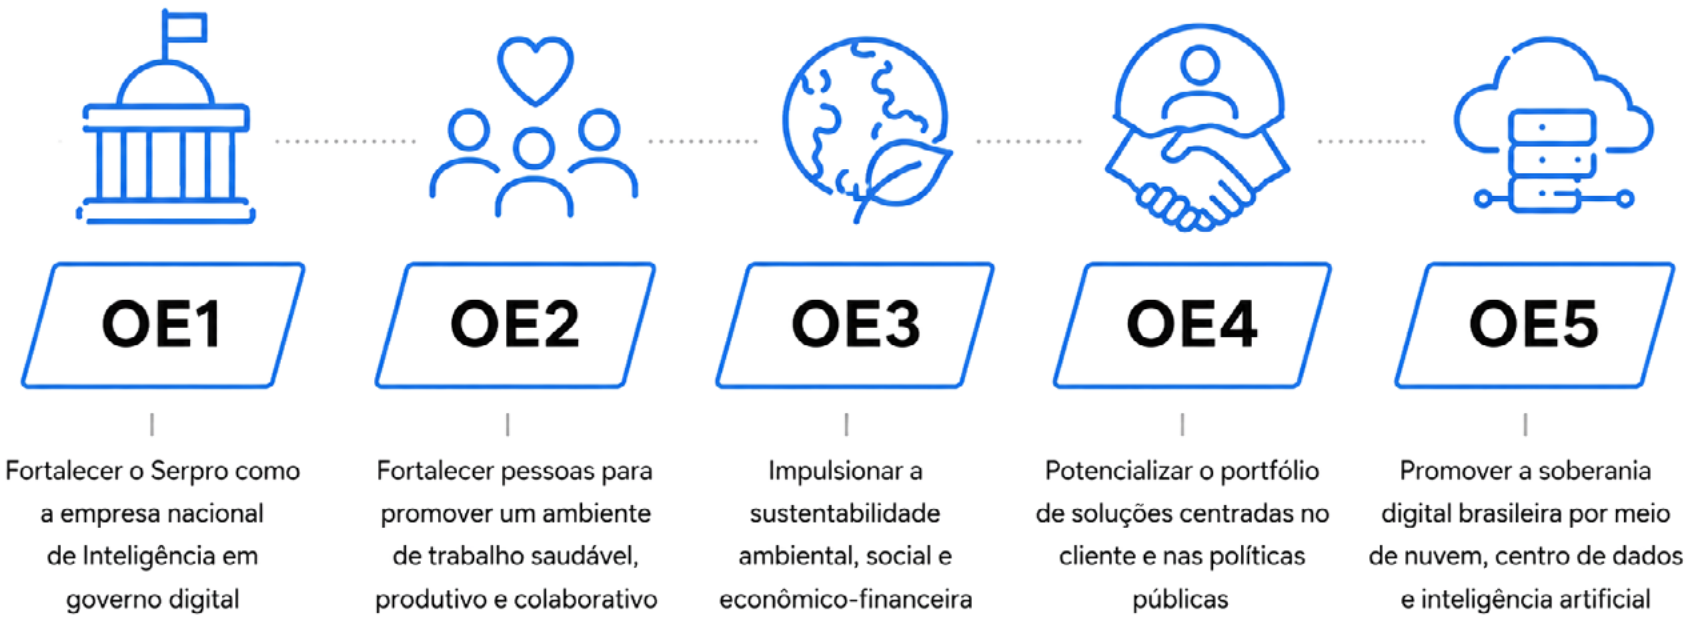 OE1
Fortalecer o Serpro como
a empresa nacional
de Inteligência em
governo digital
OE2
Fortalecer pessoas para
promover um ambiente
de trabalho saudável,
produtivo e colaborativo
OE3
Impulsionar a
sustentabilidade
ambiental, social e
econômico-financeira
OE4
Potencializar o portfólio
de soluções centradas no
cliente e nas políticas
públicas
OE5
Promover a soberania
digital brasileira por meio
de nuvem, centro de dados
e inteligência artificial